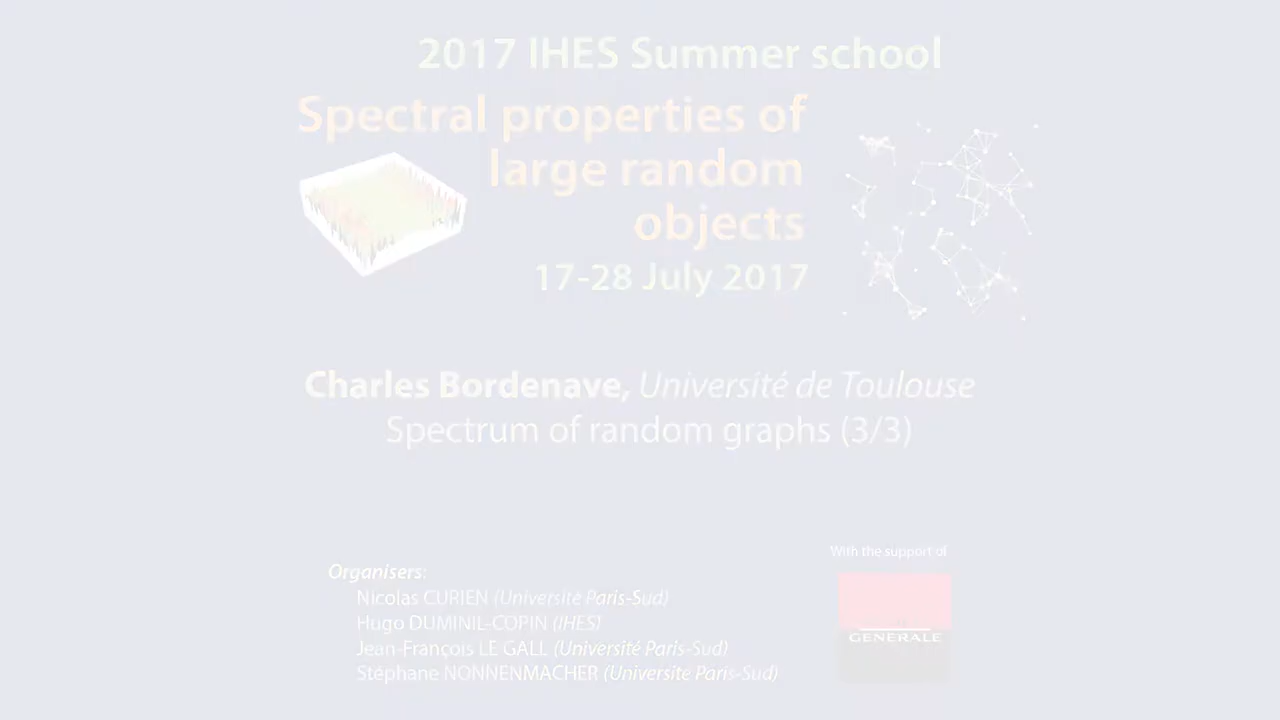 2017 IHES Summer school
Spectral properties of
large random
objects
17-28 July 2017
Charles Bordenave, Université de Toulouse
Spectrum of random graphs (3/3)
With the support of
GENERALE
Organisers:
Nicolas CURIEN (Université Paris-Sud)
Hugo DUMINIL-COPIN (IHES)
Jean-François LE GALL (Université Paris-Sud)
Stéphane NONNENMACHER (Universite Paris-Sud)